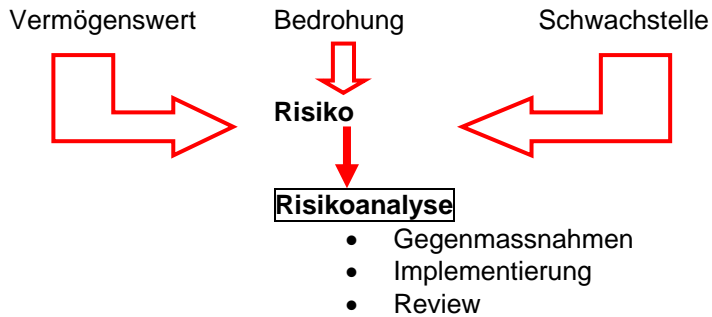 Vermögenswert Bedrohung Schwachstelle
Risiko
Risikoanalyse
• Gegenmassnahmen
• Implementierung
• Review